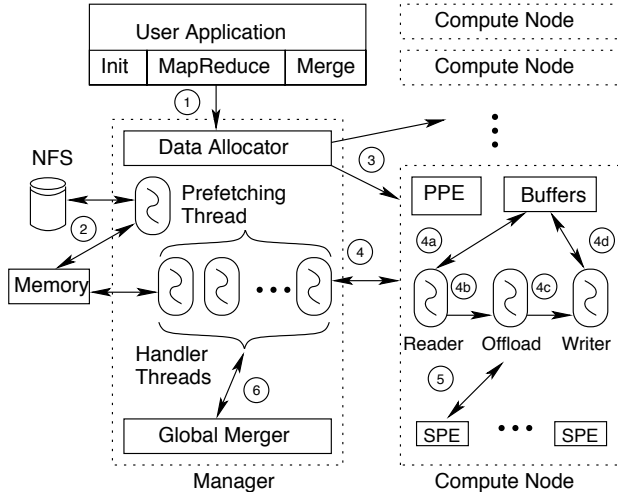 User Application
Init MapReduce Merge
Compute Node
Compute Node
1
Data Allocator
3
NFS
2
Prefetching
Thread
Memory
4
Handler
Threads
6
Global Merger
Manager
PPE Buffers
4a 4d
4b 4c
Reader Offload Writer
5
SPE SPE
Compute Node